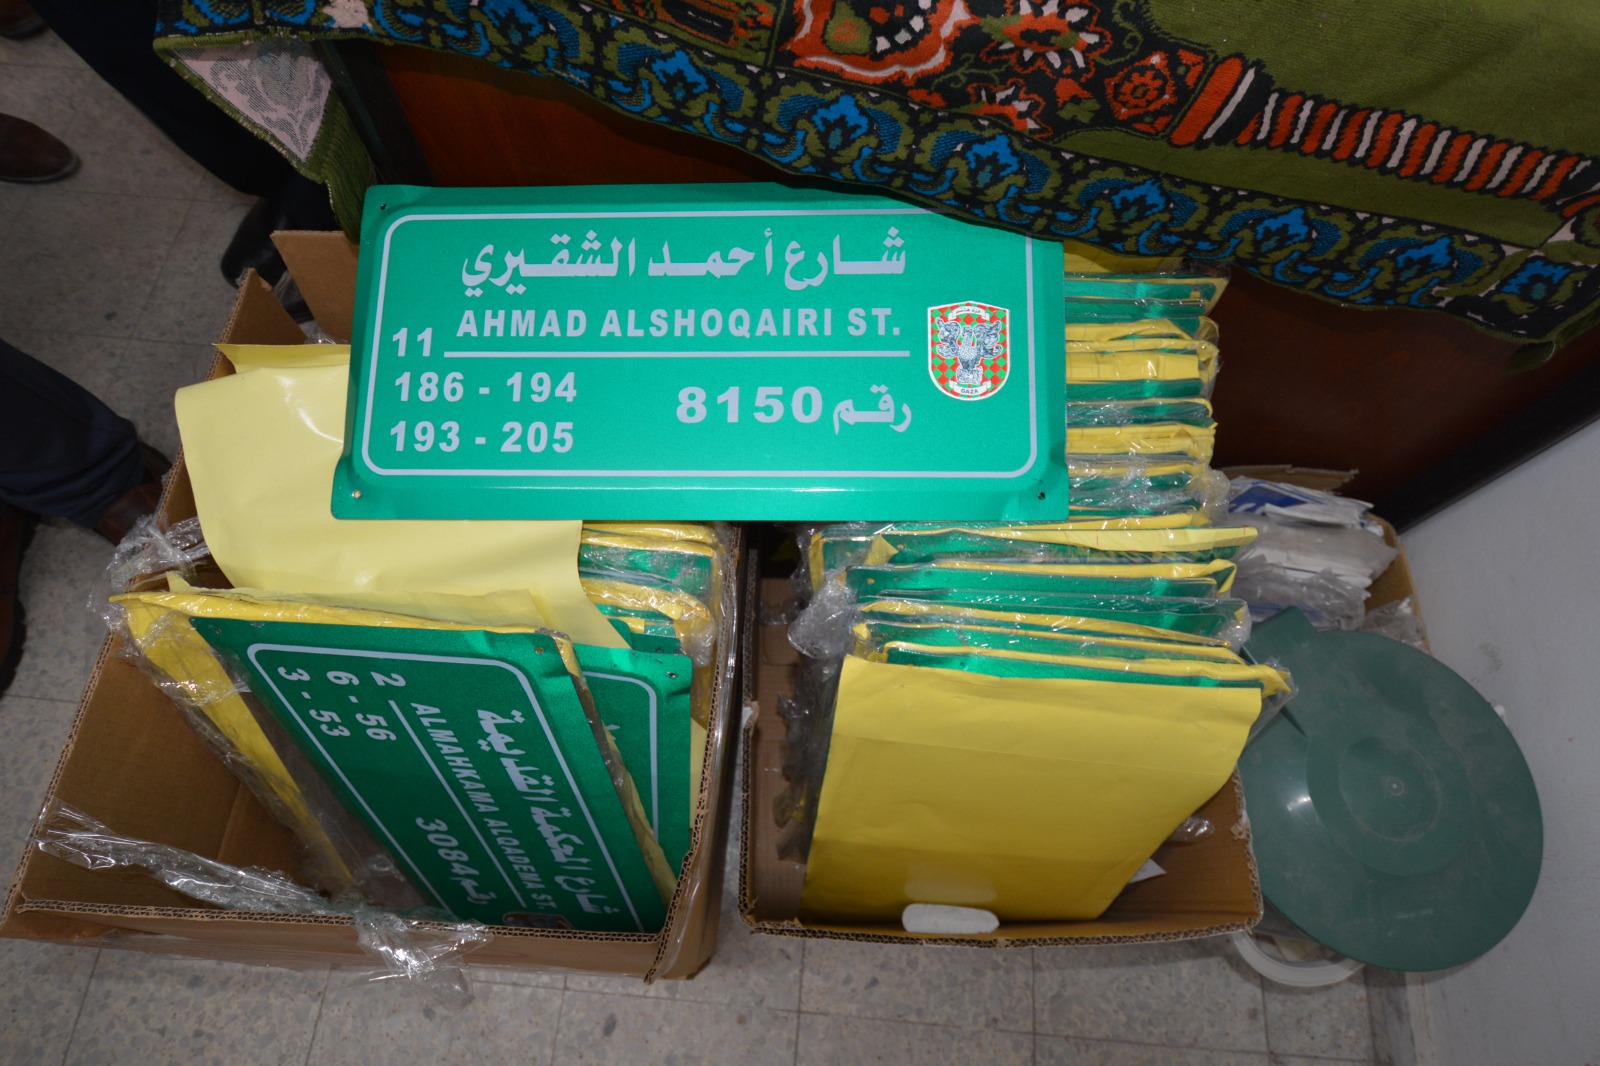 شارع أحمد الشقيري
AHMAD ALSHOQAIRI ST.
11
186 - 194
193 - 205
رقم 8150
GAZA
شارع المحكمة القديمة
ALMAHKAMA ALQADEMA ST.
2
6 - 56
3 - 53
رقم 3084